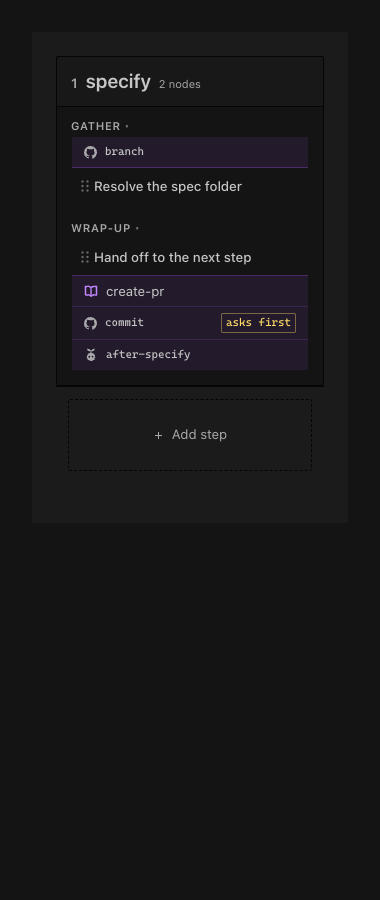 1 specify 2 nodes
GATHER •
branch
Resolve the spec folder
WRAP-UP •
Hand off to the next step
create-pr
commit asks first
after-specify
+ Add step